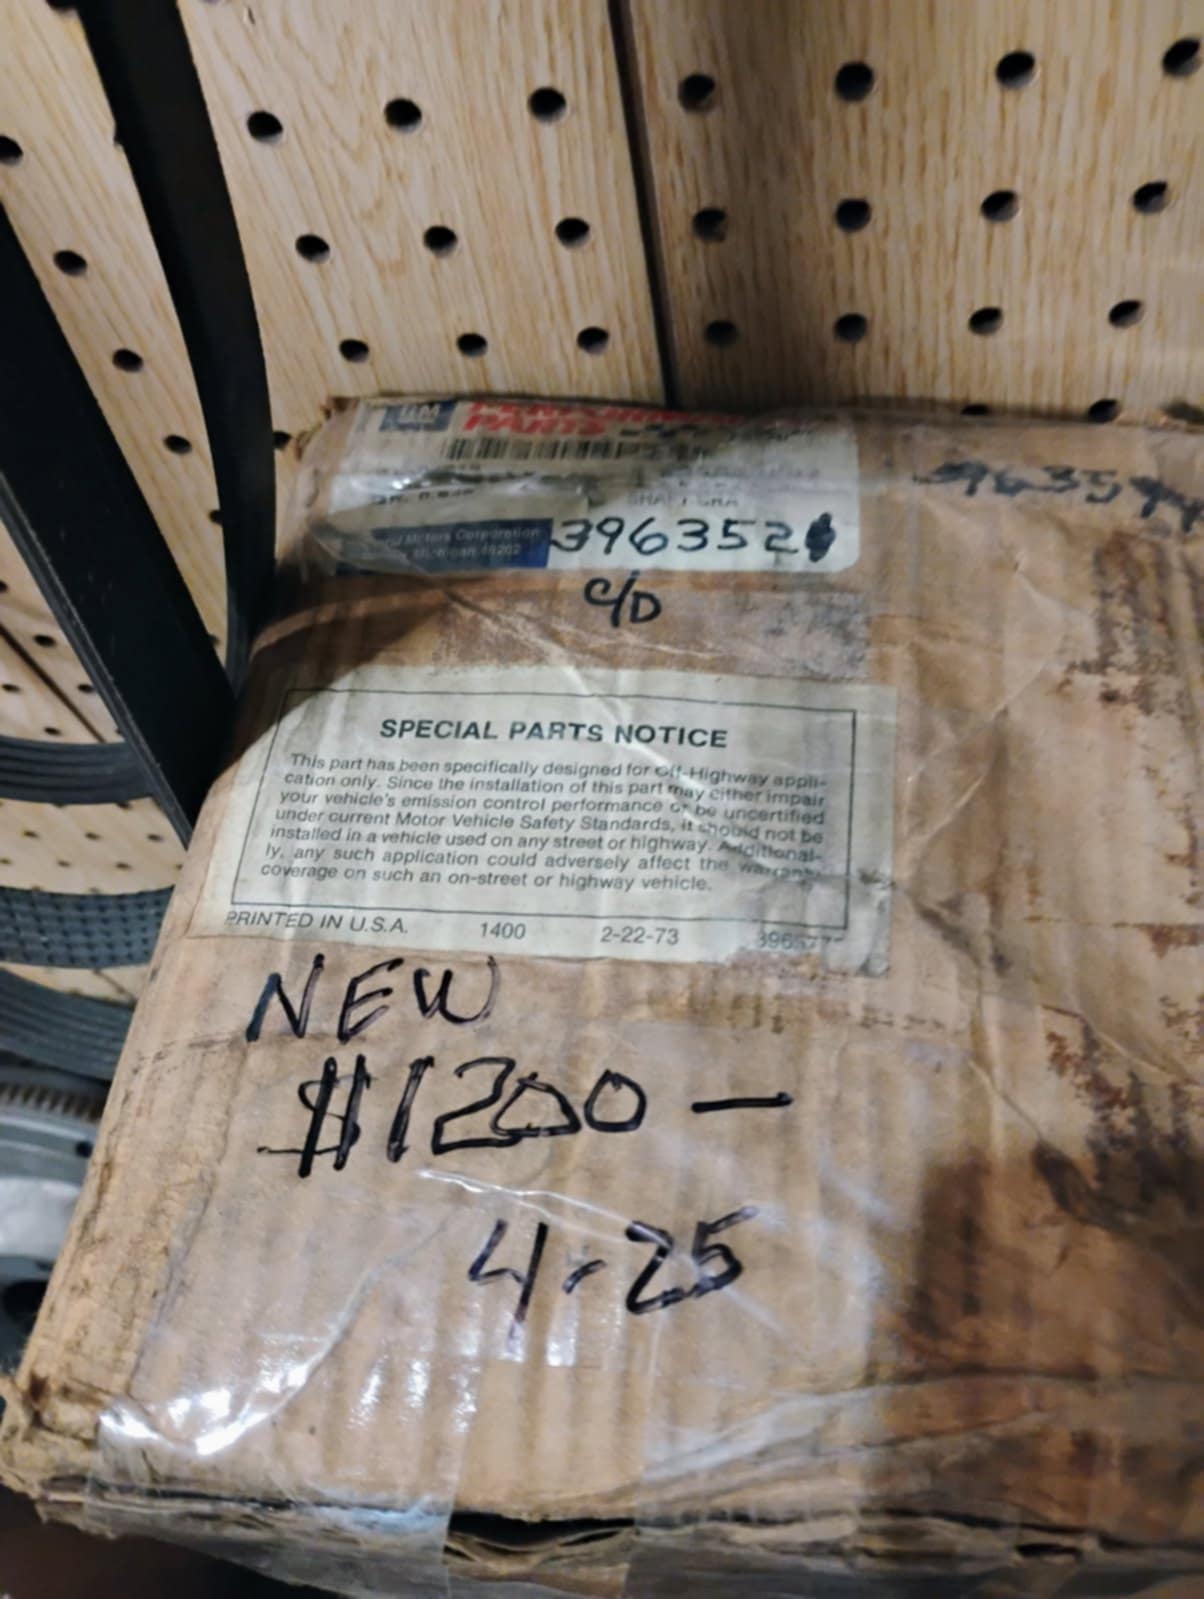 GM
PARTS
396352
C/D
SPECIAL PARTS NOTICE
This part has been specifically designed for Off-Highway appli-
cation only. Since the installation of this part may either impair
your vehicle's emission control performance or be uncertified
under current Motor Vehicle Safety Standards, it should not be
installed in a vehicle used on any street or highway. Additional-
ly, any such application could adversely affect the warranty
coverage on such an on-street or highway vehicle.
PRINTED IN U.S.A. 1400 2-22-73
NEW
$1200 -
4-25